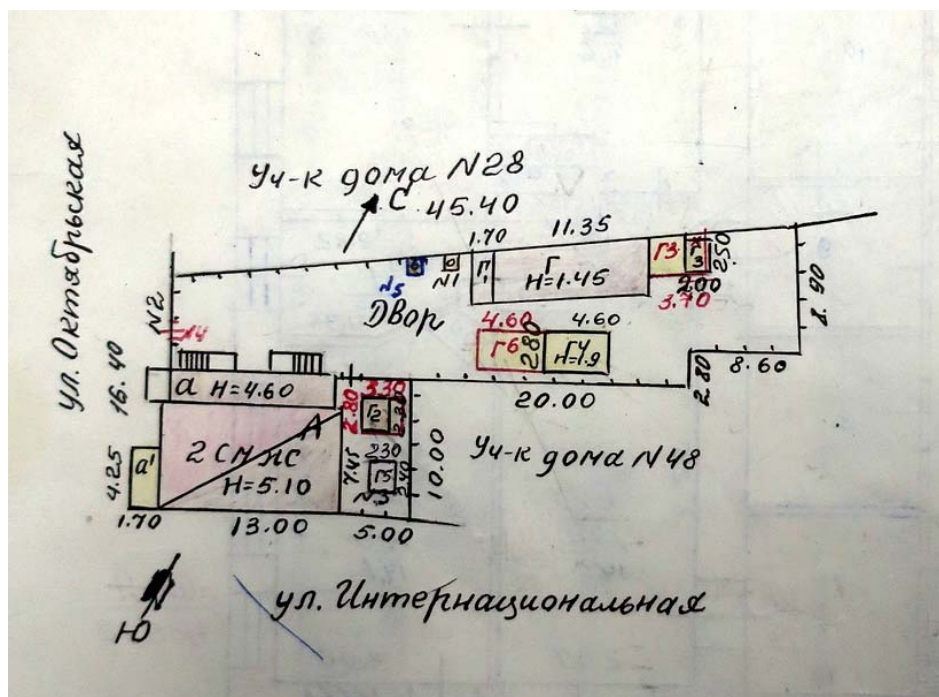 Уч-к дома N28
С
45.40
ул. Октябрьская
1.70
11.35
Г
Н=1.45
Г3
Г
3
2.50
2.00
3.70
8.90
N5
N1
N2
N4
Двор
4.60
4.60
Г6
2.80
Г4
Н=1.9
2.80
8.60
20.00
16.40
а
Н=4.60
3.30
2.80
Г2
А
2 см жс
Н=5.10
2.30
Г5
2.40
7.45
10.00
Уч-к дома N48
а'
4.25
1.70
13.00
5.00
ул. Интернациональная
Ю